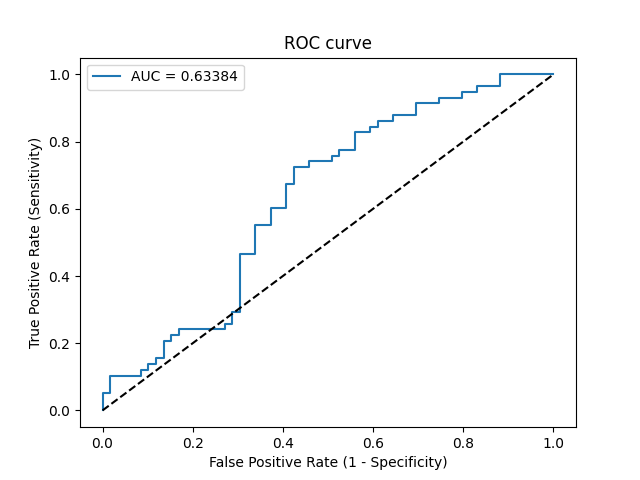 ROC curve
AUC = 0.63384
1.0
0.8
0.6
0.4
0.2
0.0
True Positive Rate (Sensitivity)
0.0 0.2 0.4 0.6 0.8 1.0
False Positive Rate (1 - Specificity)